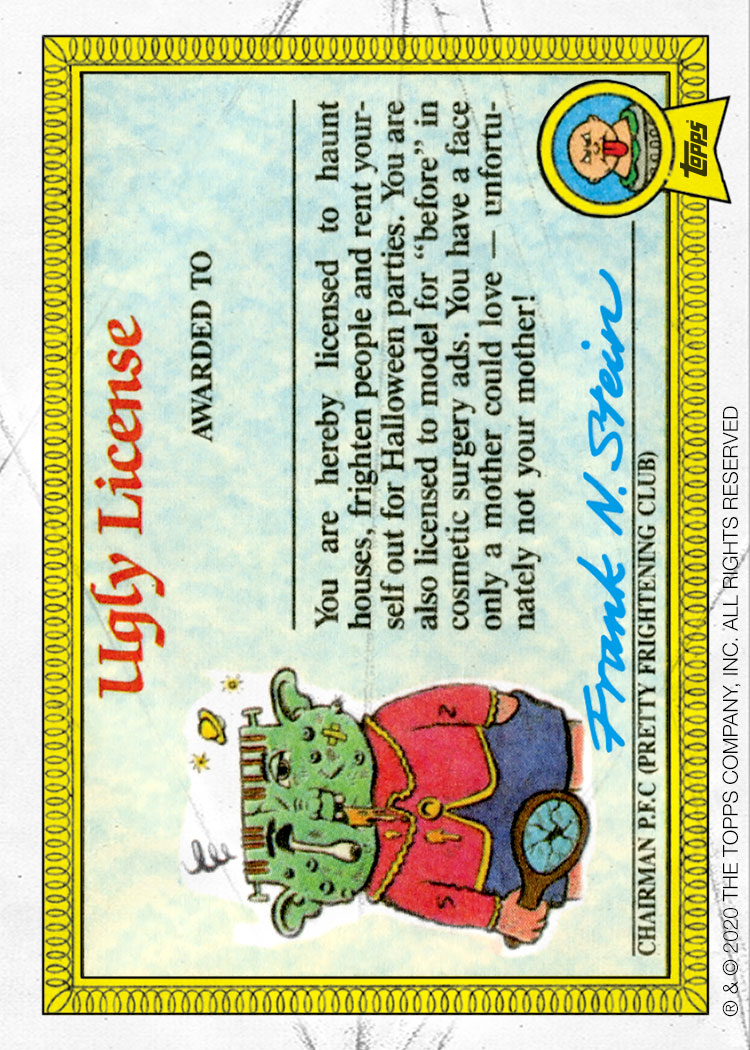 Ugly License
AWARDED TO
You are hereby licensed to haunt
houses, frighten people and rent your-
self out for Halloween parties. You are
also licensed to model for “before” in
cosmetic surgery ads. You have a face
only a mother could love — unfortu-
nately not your mother!
Frank N. Stein
CHAIRMAN P.F.C (PRETTY FRIGHTENING CLUB)
topps
2
5
® & © 2020 THE TOPPS COMPANY, INC. ALL RIGHTS RESERVED